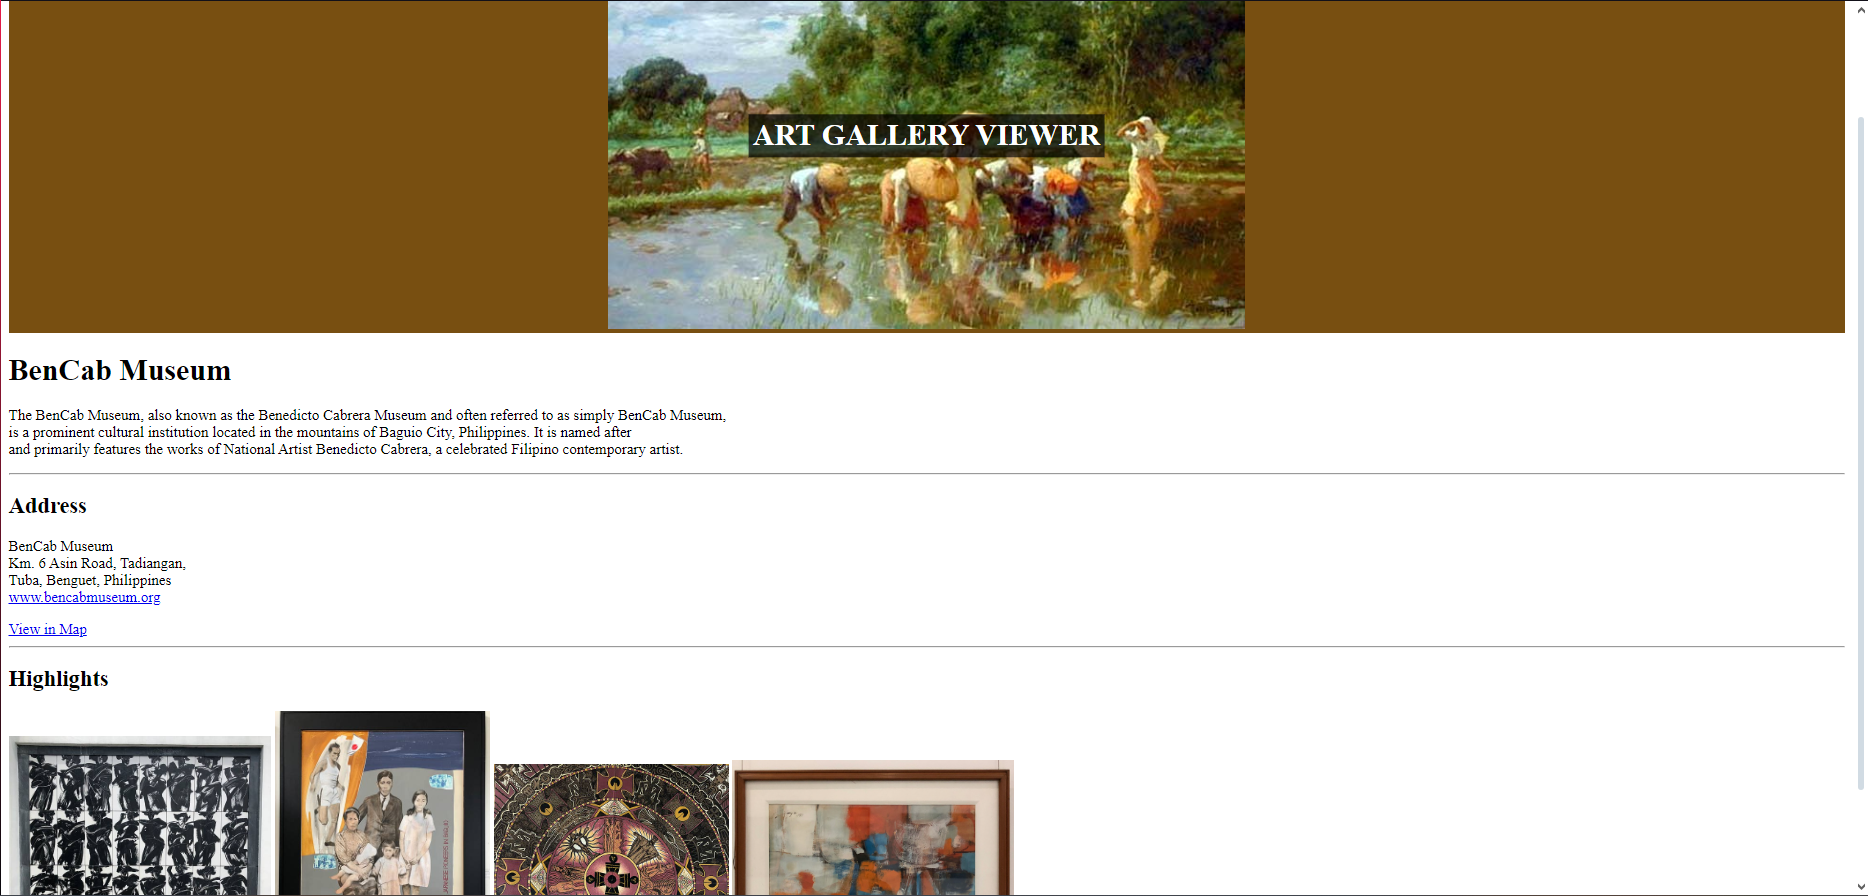 ART GALLERY VIEWER
BenCab Museum
The BenCab Museum, also known as the Benedicto Cabrera Museum and often referred to as simply BenCab Museum,
is a prominent cultural institution located in the mountains of Baguio City, Philippines. It is named after
and primarily features the works of National Artist Benedicto Cabrera, a celebrated Filipino contemporary artist.
Address
BenCab Museum
Km. 6 Asin Road, Tadiangan,
Tuba, Benguet, Philippines
www.bencabmuseum.org
View in Map
Highlights